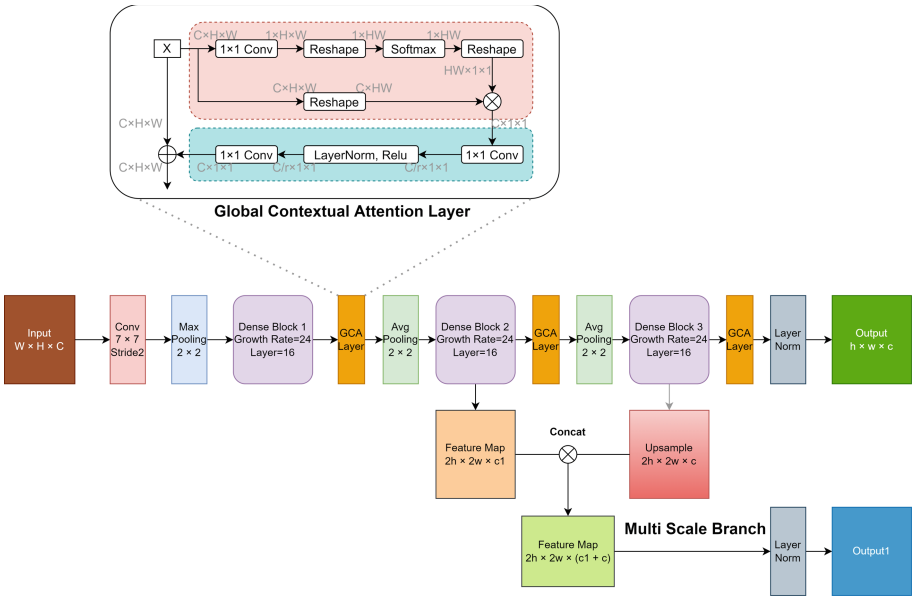 C×H×W
1×H×W
1×HW
1×HW
X
1×1 Conv
Reshape
Softmax
Reshape
HW×1×1
C×H×W
C×HW
Reshape
C×H×W
C×1×1
1×1 Conv
LayerNorm, Relu
1×1 Conv
C×H×W
C×1×1
C/r×1×1
C/r×1×1
Global Contextual Attention Layer
Input
W × H × C
Conv
7 × 7
Stride2
Max
Pooling
2 × 2
Dense Block 1
Growth Rate=24
Layer=16
GCA
Layer
Avg
Pooling
2 × 2
Dense Block 2
Growth Rate=24
Layer=16
GCA
Layer
Avg
Pooling
2 × 2
Dense Block 3
Growth Rate=24
Layer=16
GCA
Layer
Layer
Norm
Output
h × w × c
Feature Map
2h × 2w × c1
Concat
Upsample
2h × 2w × c
Feature Map
2h × 2w × (c1 + c)
Multi Scale Branch
Layer
Norm
Output1